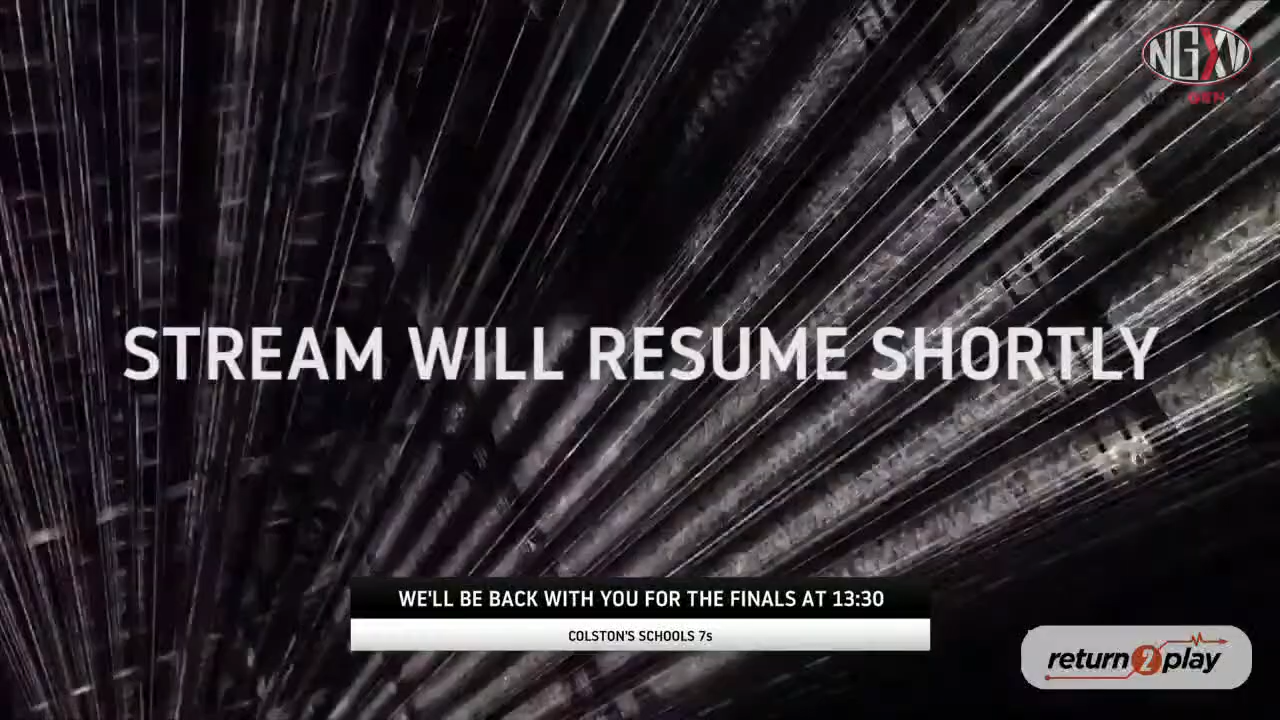 NGXV
GEN
STREAM WILL RESUME SHORTLY
WE'LL BE BACK WITH YOU FOR THE FINALS AT 13:30
COLSTON'S SCHOOLS 7s
return2play